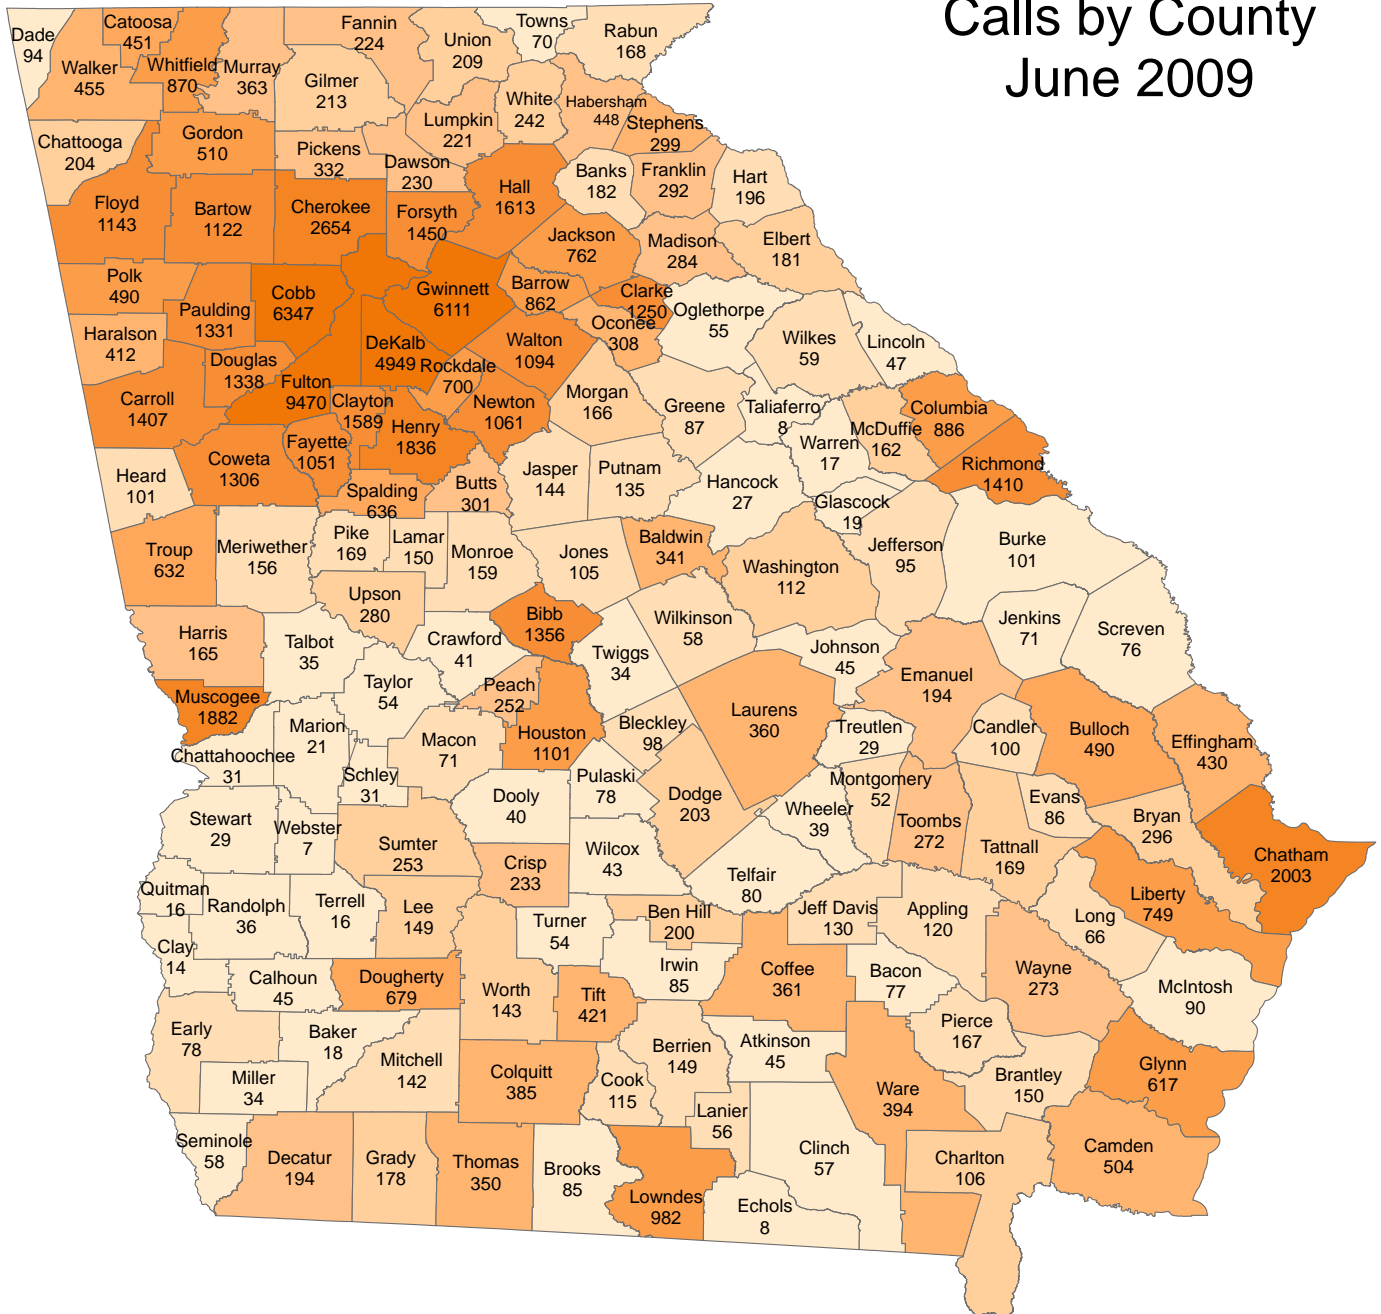 Calls by County
June 2009
Dade
94
Catoosa
451
Walker
455
Whitfield
870
Murray
363
Fannin
224
Gilmer
213
Union
209
Towns
70
Rabun
168
White
242
Habersham
448
Stephens
299
Lumpkin
221
Chattooga
204
Gordon
510
Pickens
332
Dawson
230
Hall
1613
Banks
182
Franklin
292
Hart
196
Floyd
1143
Bartow
1122
Cherokee
2654
Forsyth
1450
Jackson
762
Madison
284
Elbert
181
Polk
490
Paulding
1331
Cobb
6347
Gwinnett
6111
Barrow
862
Clarke
1250
Oconee
308
Oglethorpe
55
Wilkes
59
Lincoln
47
Haralson
412
Douglas
1338
Fulton
9470
DeKalb
4949
Rockdale
700
Walton
1094
Morgan
166
Greene
87
Taliaferro
8
Warren
17
McDuffie
162
Columbia
886
Richmond
1410
Carroll
1407
Clayton
1589
Henry
1836
Newton
1061
Fayette
1051
Coweta
1306
Heard
101
Spalding
636
Butts
301
Jasper
144
Putnam
135
Hancock
27
Glascock
19
Jefferson
95
Burke
101
Troup
632
Meriwether
156
Pike
169
Lamar
150
Monroe
159
Jones
105
Baldwin
341
Washington
112
Upson
280
Bibb
1356
Wilkinson
58
Johnson
45
Jenkins
71
Screven
76
Harris
165
Talbot
35
Crawford
41
Twiggs
34
Taylor
54
Peach
252
Emanuel
194
Muscogee
1882
Laurens
360
Houston
1101
Bleckley
98
Treutlen
29
Candler
100
Bulloch
490
Effingham
430
Chattahoochee
31
Marion
21
Schley
31
Macon
71
Pulaski
78
Dodge
203
Montgomery
52
Wheeler
39
Toombs
272
Evans
86
Bryan
296
Tattnall
169
Chatham
2003
Stewart
29
Webster
7
Sumter
253
Dooly
40
Crisp
233
Wilcox
43
Telfair
80
Liberty
749
Long
66
Quitman
16
Randolph
36
Terrell
16
Lee
149
Turner
54
Ben Hill
200
Jeff Davis
130
Appling
120
Clay
14
Calhoun
45
Dougherty
679
Worth
143
Tift
421
Irwin
85
Coffee
361
Bacon
77
Wayne
273
McIntosh
90
Early
78
Baker
18
Miller
34
Mitchell
142
Colquitt
385
Cook
115
Berrien
149
Atkinson
45
Pierce
167
Brantley
150
Glynn
617
Ware
394
Lanier
56
Clinch
57
Charlton
106
Camden
504
Seminole
58
Decatur
194
Grady
178
Thomas
350
Brooks
85
Lowndes
982
Echols
8